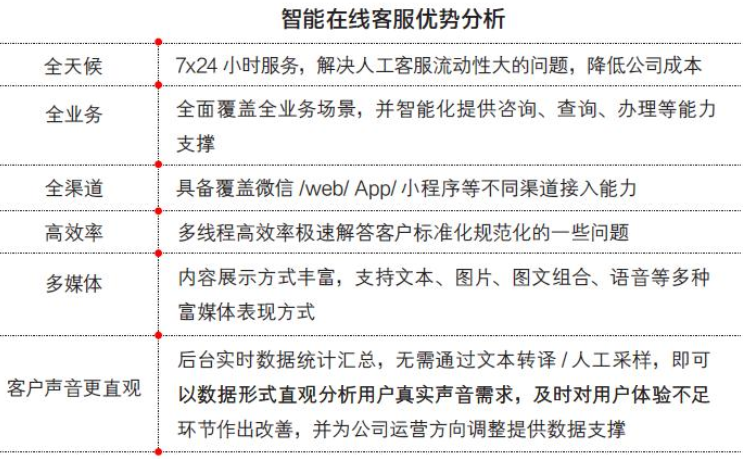 智能在线客服优势分析
全天候
7x24 小时服务，解决人工客服流动性大的问题，降低公司成本
全业务
全面覆盖全业务场景，并智能化提供咨询、查询、办理等能力
支撑
全渠道
具备覆盖微信 /web/ App/ 小程序等不同渠道接入能力
高效率
多线程高效率极速解答客户标准化规范化的一些问题
多媒体
内容展示方式丰富，支持文本、图片、图文组合、语音等多种
富媒体表现方式
客户声音更直观
后台实时数据统计汇总，无需通过文本转译 / 人工采样，即可
以数据形式直观分析用户真实声音需求，及时对用户体验不足
环节作出改善，并为公司运营方向调整提供数据支撑